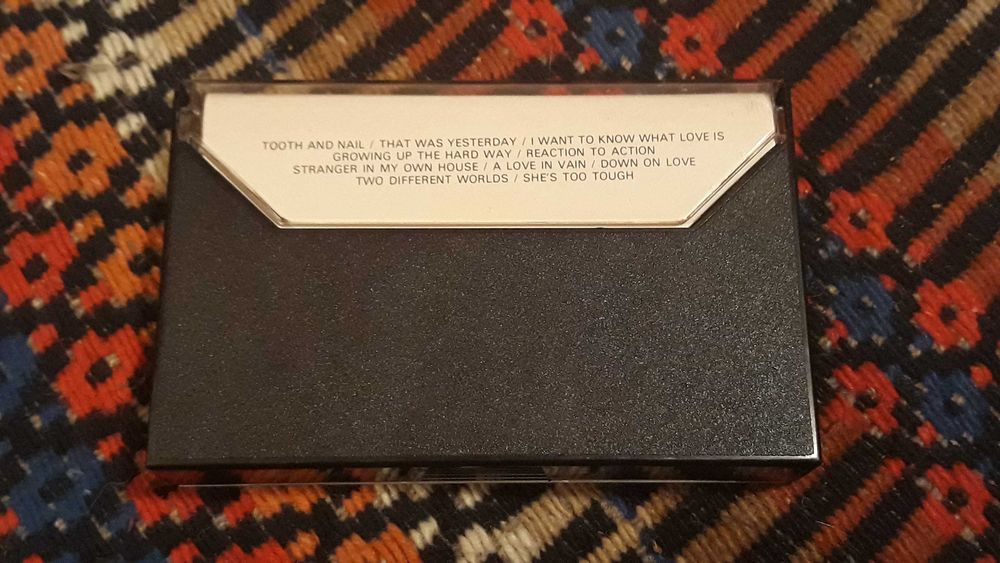 TOOTH AND NAIL / THAT WAS YESTERDAY / I WANT TO KNOW WHAT LOVE IS
GROWING UP THE HARD WAY / REACTION TO ACTION
STRANGER IN MY OWN HOUSE / A LOVE IN VAIN / DOWN ON LOVE
TWO DIFFERENT WORLDS / SHE'S TOO TOUGH